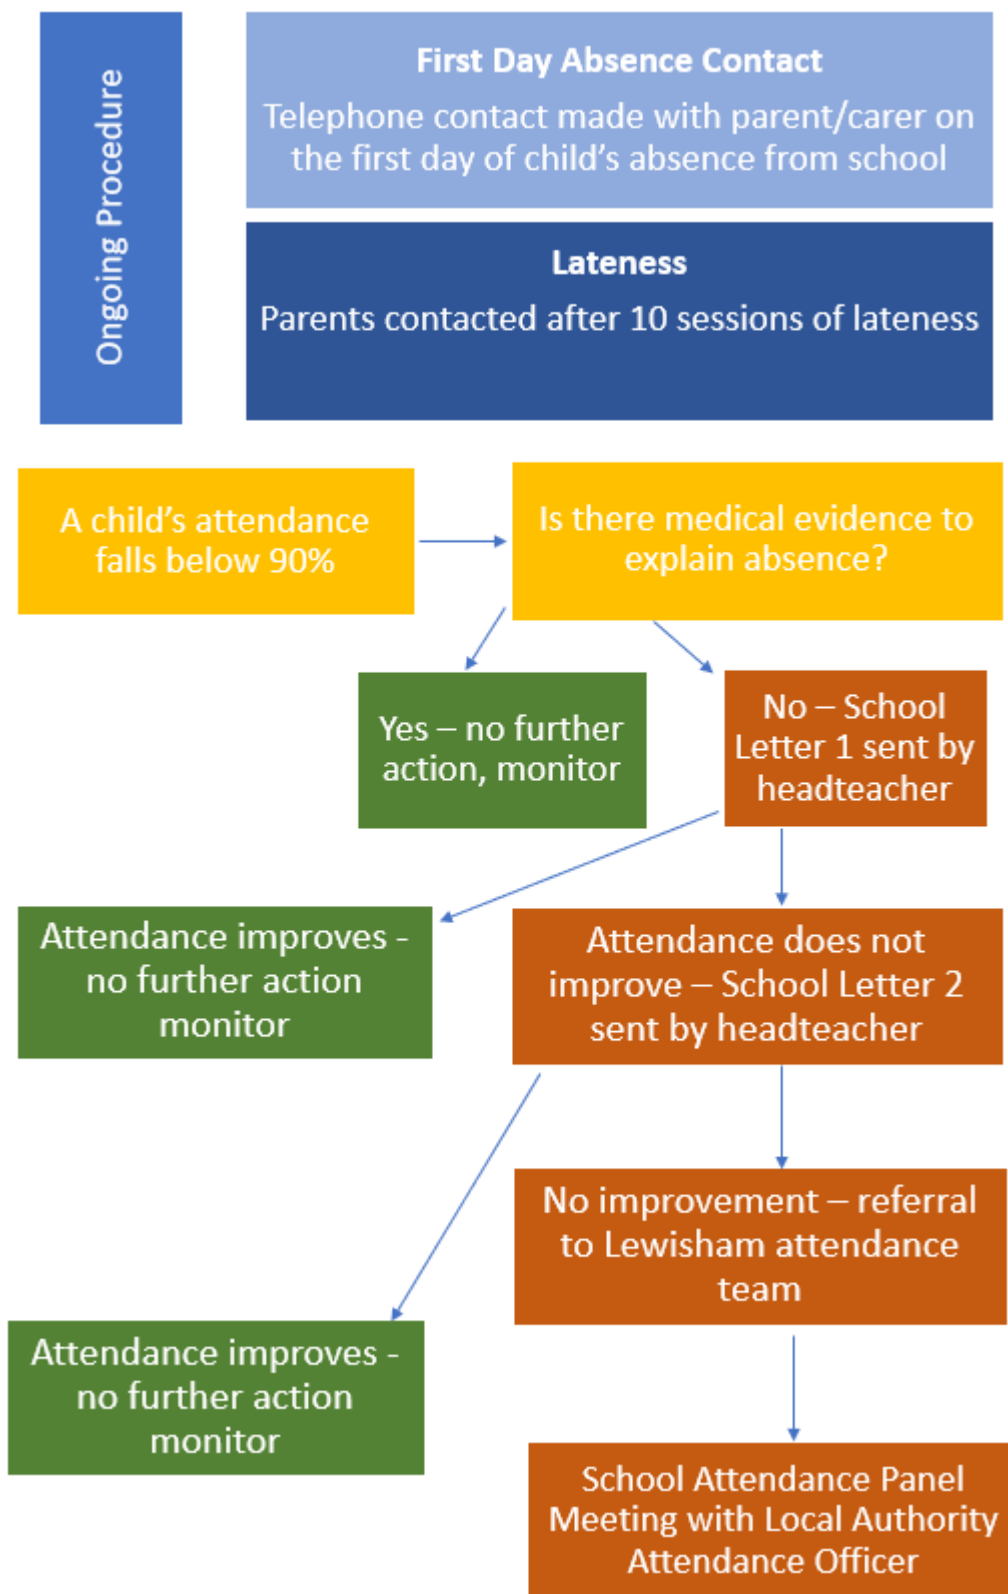 Ongoing Procedure
First Day Absence Contact
Telephone contact made with parent/carer on
the first day of child's absence from school
Lateness
Parents contacted after 10 sessions of lateness
A child's attendance
falls below 90%
Is there medical evidence to
explain absence?
Yes – no further
action, monitor
No – School
Letter 1 sent by
headteacher
Attendance improves -
no further action
monitor
Attendance does not
improve – School Letter 2
sent by headteacher
No improvement – referral
to Lewisham attendance
team
Attendance improves -
no further action
monitor
School Attendance Panel
Meeting with Local Authority
Attendance Officer